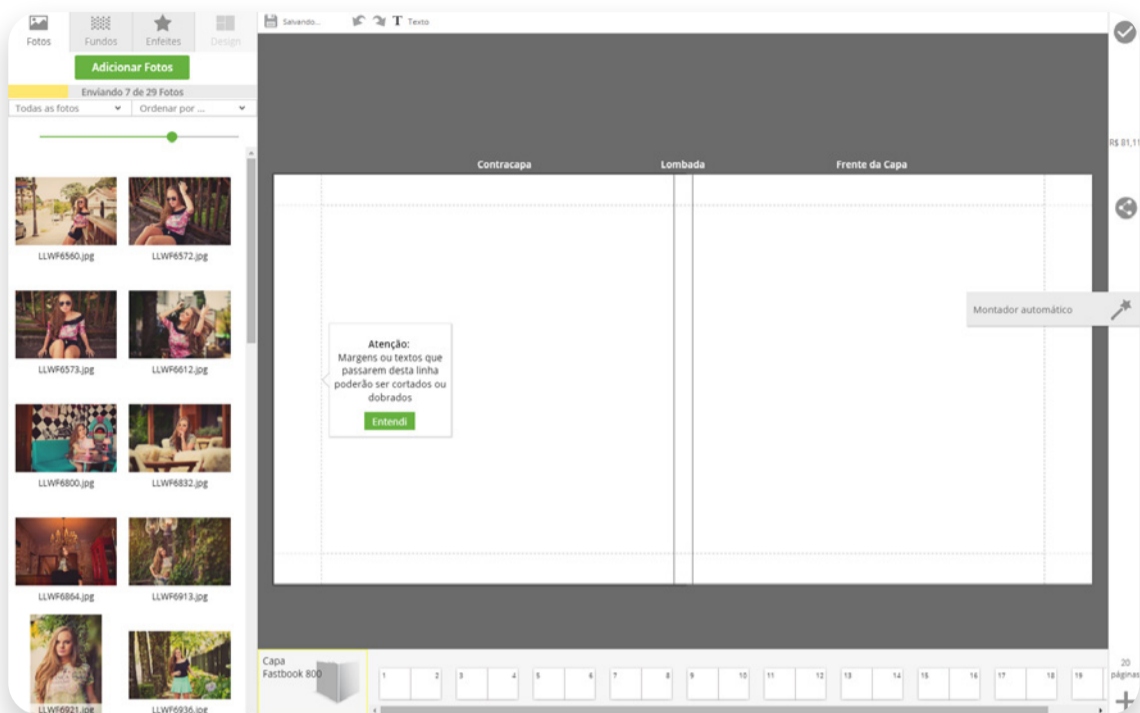 Fotos
Fundos
Enfeites
Design
Adicionar Fotos
Enviando 7 de 29 Fotos
Todas as fotos
Ordenar por ...
LLWF6560.jpg
LLWF6572.jpg
LLWF6573.jpg
LLWF6612.jpg
LLWF6800.jpg
LLWF6832.jpg
LLWF6864.jpg
LLWF6913.jpg
LLWF6921.jpg
LLWF6936.jpg
Salvando...
T Texto
Contracapa
Lombada
Frente da Capa
Atenção:
Margens ou textos que
passarem desta linha
poderão ser cortados ou
dobrados
Entendi
R$ 81,11
Montador automático
Capa
Fastbook 800
1 2 3 4 5 6 7 8 9 10 11 12 13 14 15 16 17 18 19
20
páginas